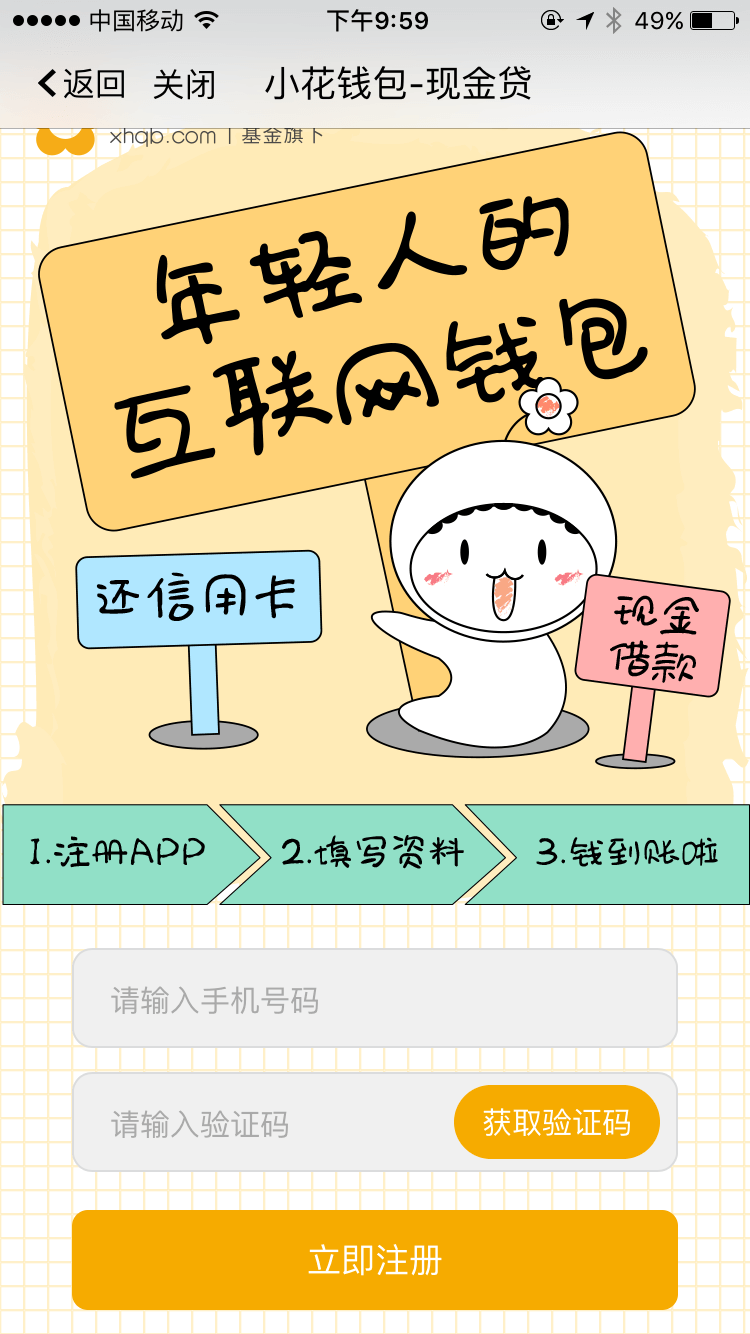 中国移动 下午9:59 49%
返回 关闭 小花钱包-现金贷
xhqb.com | 基金旗下
年轻人的
互联网钱包
还信用卡
现金
借款
1.注册APP 2.填写资料 3.钱到账啦
请输入手机号码
请输入验证码 获取验证码
立即注册